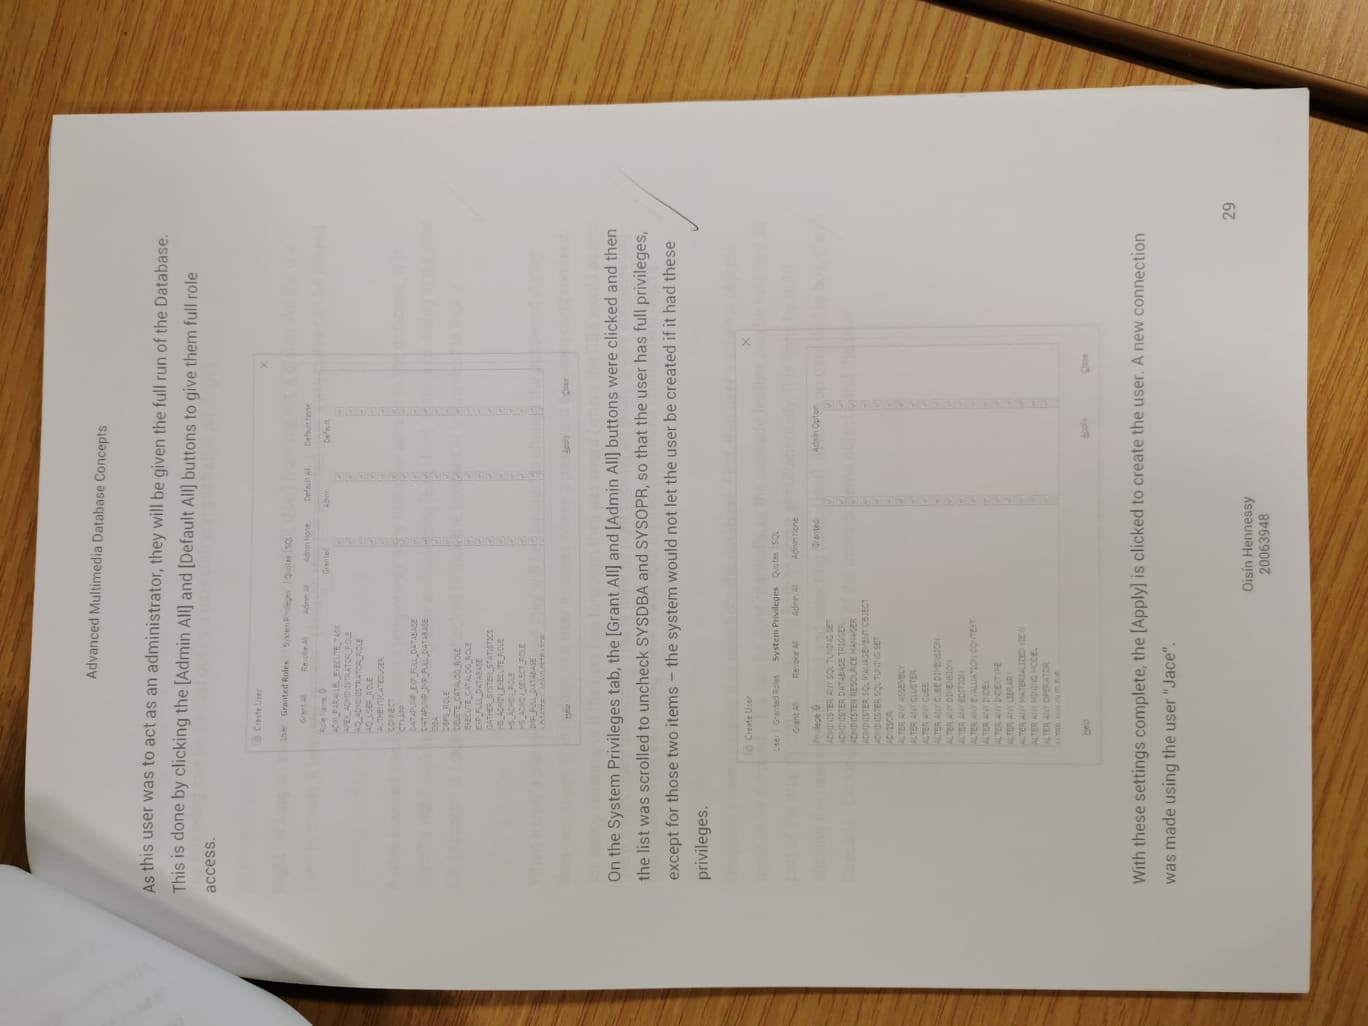 Advanced Multimedia Database Concepts
As this user was to act as an administrator, they will be given the full run of the Database.
This is done by clicking the [Admin All] and [Default All] buttons to give them full role
access.
Create User
User Granted Roles System Privileges Quotas SQL
Grant All Revoke All Admin All Admin None Default All Default None
Role Name Granted Admin Default
ADM_PARALLEL_EXECUTE_TASK
APEX_ADMINISTRATOR_ROLE
AQ_ADMINISTRATOR_ROLE
AQ_USER_ROLE
AUTHENTICATEDUSER
CONNECT
CTXAPP
DATAPUMP_EXP_FULL_DATABASE
DATAPUMP_IMP_FULL_DATABASE
DBA
DBFS_ROLE
DELETE_CATALOG_ROLE
EXECUTE_CATALOG_ROLE
EXP_FULL_DATABASE
GATHER_SYSTEM_STATISTICS
HS_ADMIN_EXECUTE_ROLE
HS_ADMIN_ROLE
HS_ADMIN_SELECT_ROLE
IMP_FULL_DATABASE
Help Apply Close
On the System Privileges tab, the [Grant All] and [Admin All] buttons were clicked and then
the list was scrolled to uncheck SYSDBA and SYSOPR, so that the user has full privileges,
except for those two items – the system would not let the user be created if it had these
privileges.
Create User
User Granted Roles System Privileges Quotas SQL
Grant All Revoke All Admin All Admin None
Privilege Granted Admin Option
ADMINISTER ANY SQL TUNING SET
ADMINISTER DATABASE TRIGGER
ADMINISTER RESOURCE MANAGER
ADMINISTER SQL MANAGEMENT OBJECT
ADMINISTER SQL TUNING SET
ADVISOR
ALTER ANY ASSEMBLY
ALTER ANY CLUSTER
ALTER ANY CUBE
ALTER ANY CUBE DIMENSION
ALTER ANY DIMENSION
ALTER ANY EDITION
ALTER ANY EVALUATION CONTEXT
ALTER ANY INDEX
ALTER ANY INDEXTYPE
ALTER ANY LIBRARY
ALTER ANY MATERIALIZED VIEW
ALTER ANY MINING MODEL
ALTER ANY OPERATOR
Help Apply Close
With these settings complete, the [Apply] is clicked to create the user. A new connection
was made using the user “Jace”.
29
Oisín Hennessy
20063948